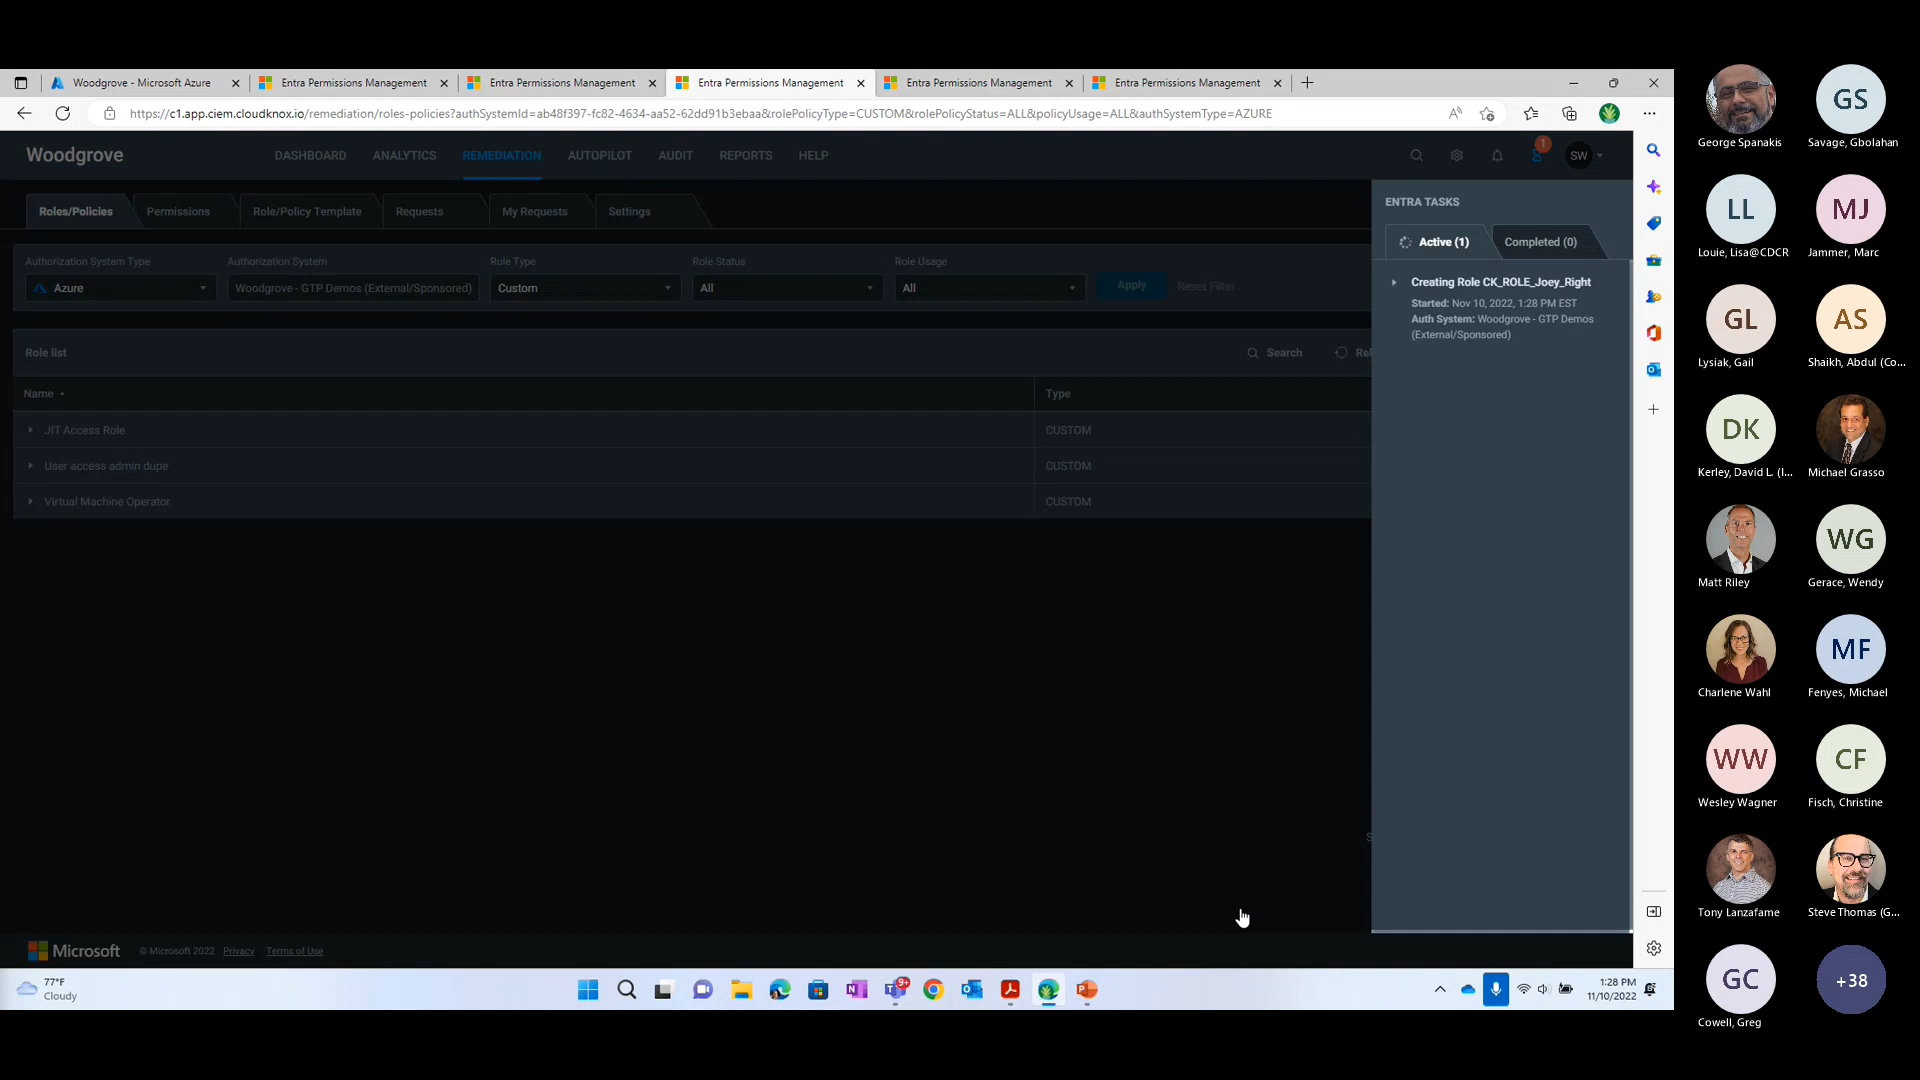 Woodgrove - Microsoft Azure
Entra Permissions Management
Entra Permissions Management
Entra Permissions Management
Entra Permissions Management
Entra Permissions Management
https://c1.app.ciem.cloudknox.io/remediation/roles-policies?authSystemId=ab48f397-fc82-4634-aa52-62dd91b3ebaa&rolePolicyType=CUSTOM&rolePolicyStatus=ALL&policyUsage=ALL&authSystemType=AZURE
Woodgrove
DASHBOARD
ANALYTICS
REMEDIATION
AUTOPILOT
AUDIT
REPORTS
HELP
1
SW
Roles/Policies
Permissions
Role/Policy Template
Requests
My Requests
Settings
Authorization System Type
Authorization System
Role Type
Role Status
Role Usage
Azure
Woodgrove - GTP Demos (External/Sponsored)
Custom
All
All
Apply
Reset Filter
Role list
Search
Rel
Name
Type
JIT Access Role
CUSTOM
User access admin dupe
CUSTOM
Virtual Machine Operator
CUSTOM
S
ENTRA TASKS
Active (1)
Completed (0)
Creating Role CK_ROLE_Joey_Right
Started: Nov 10, 2022, 1:28 PM EST
Auth System: Woodgrove - GTP Demos
(External/Sponsored)
Microsoft
© Microsoft 2022
Privacy
Terms of Use
77°F
Cloudy
9+
1:28 PM
11/10/2022
George Spanakis
GS
Savage, Gbolahan
LL
Louie, Lisa@CDCR
MJ
Jammer, Marc
GL
Lysiak, Gail
AS
Shaikh, Abdul (Co...
DK
Kerley, David L. (I...
Michael Grasso
Matt Riley
WG
Gerace, Wendy
Charlene Wahl
MF
Fenyes, Michael
WW
Wesley Wagner
CF
Fisch, Christine
Tony Lanzafame
Steve Thomas (G...
GC
Cowell, Greg
+38